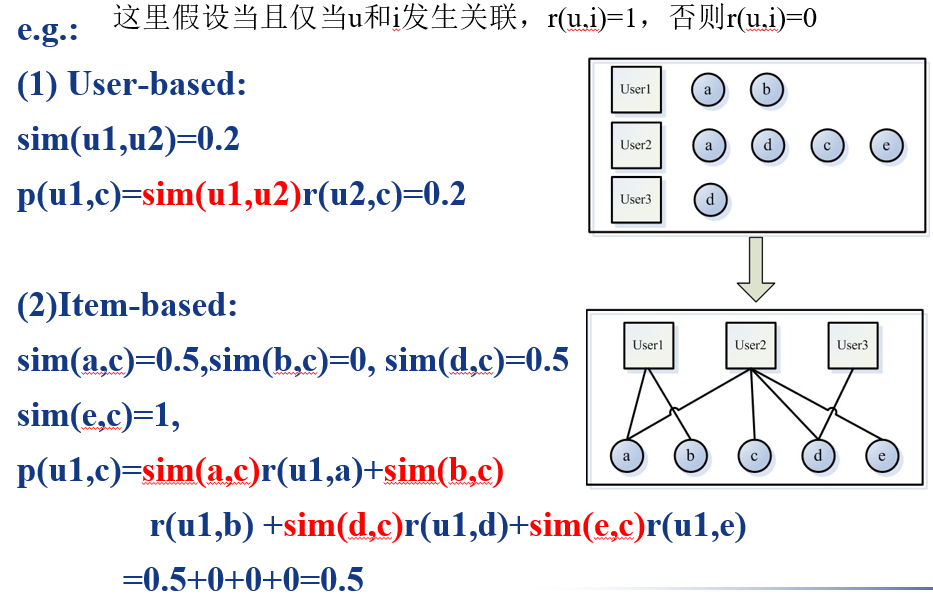 这里假设当且仅当u和i发生关联，r(u,i)=1，否则r(u,i)=0
e.g.:
(1) User-based:
sim(u1,u2)=0.2
p(u1,c)=sim(u1,u2)r(u2,c)=0.2
(2)Item-based:
sim(a,c)=0.5,sim(b,c)=0, sim(d,c)=0.5
sim(e,c)=1,
p(u1,c)=sim(a,c)r(u1,a)+sim(b,c)
r(u1,b) +sim(d,c)r(u1,d)+sim(e,c)r(u1,e)
=0.5+0+0+0=0.5
User1 a b
User2 a d c e
User3 d
User1 User2 User3
a b c d e